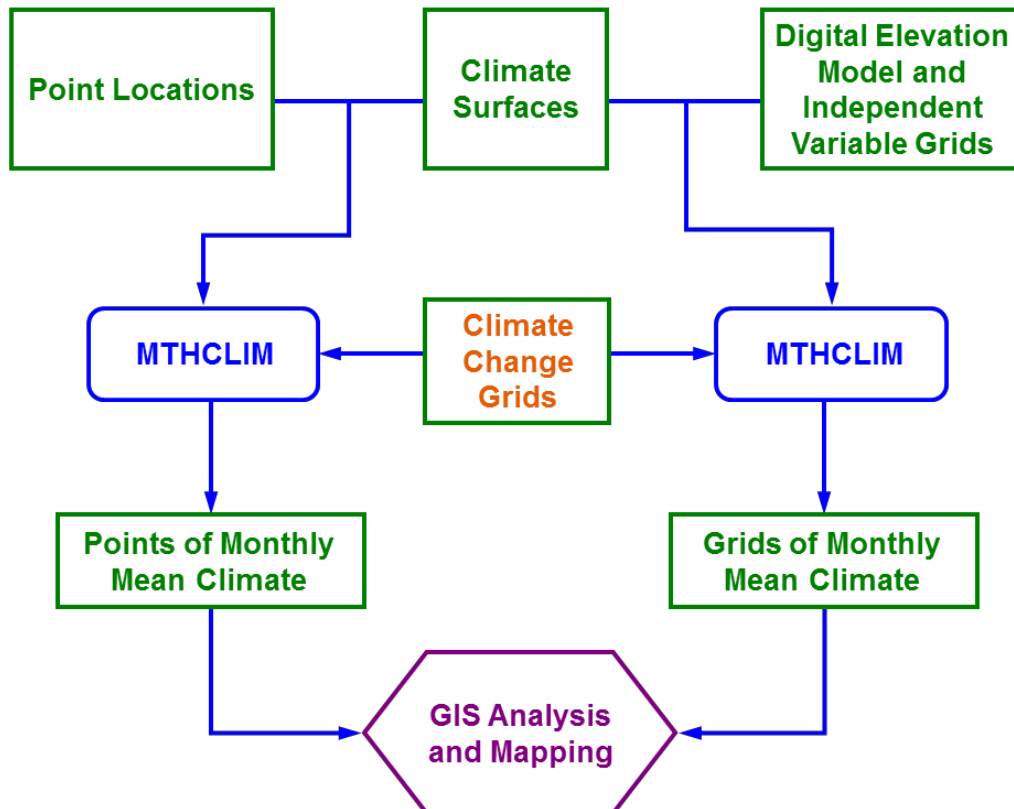 Point Locations
Climate
Surfaces
Digital Elevation
Model and
Independent
Variable Grids
MTHCLIM
Climate
Change
Grids
MTHCLIM
Points of Monthly
Mean Climate
Grids of Monthly
Mean Climate
GIS Analysis
and Mapping